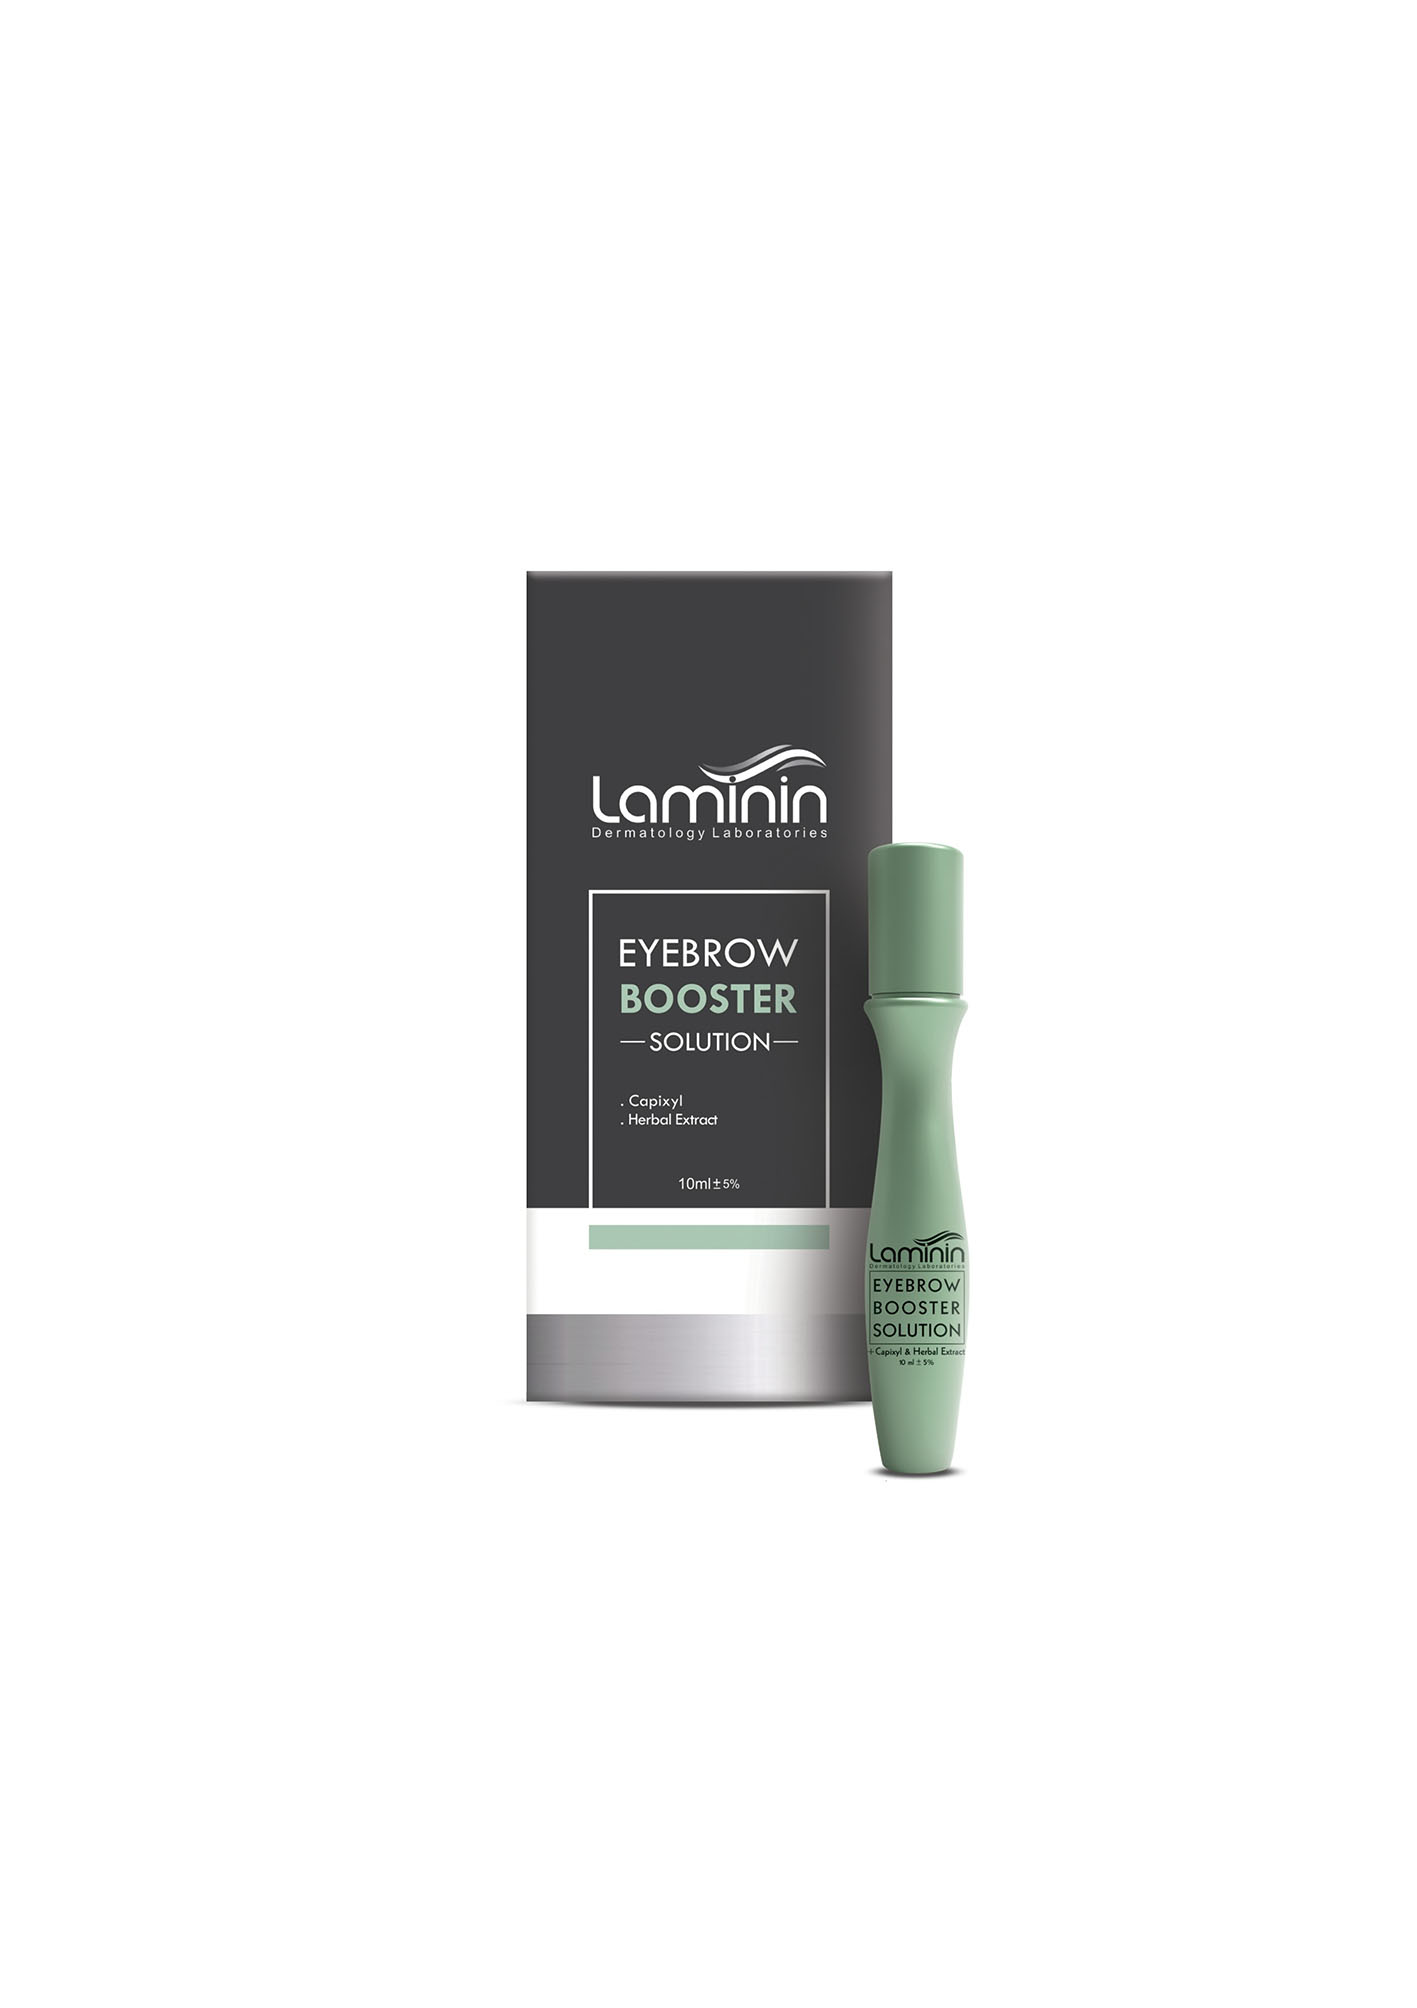 Laminin
Dermatology Laboratories
EYEBROW
BOOSTER
SOLUTION
. Capixyl
. Herbal Extract
10ml ± 5%
Laminin
Dermatology Laboratories
EYEBROW
BOOSTER
SOLUTION
+Capixyl & Herbal Extract
10 ml ± 5%